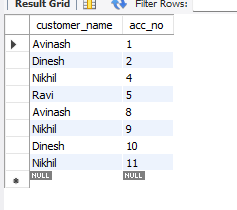 Result Grid Filter Rows:
customer_name acc_no
Avinash 1
Dinesh 2
Nikhil 4
Ravi 5
Avinash 8
Nikhil 9
Dinesh 10
Nikhil 11
NULL NULL